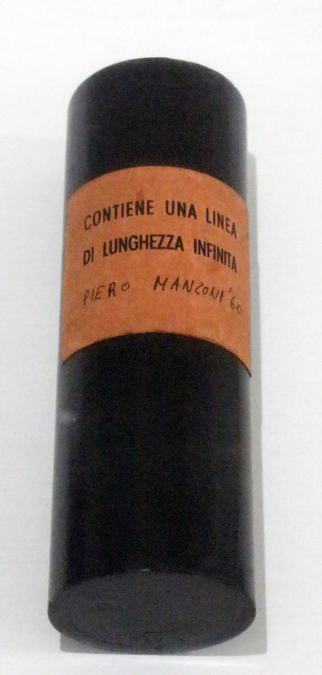 CONTIENE UNA LINEA
DI LUNGHEZZA INFINITA
PIERO MANZONI '60